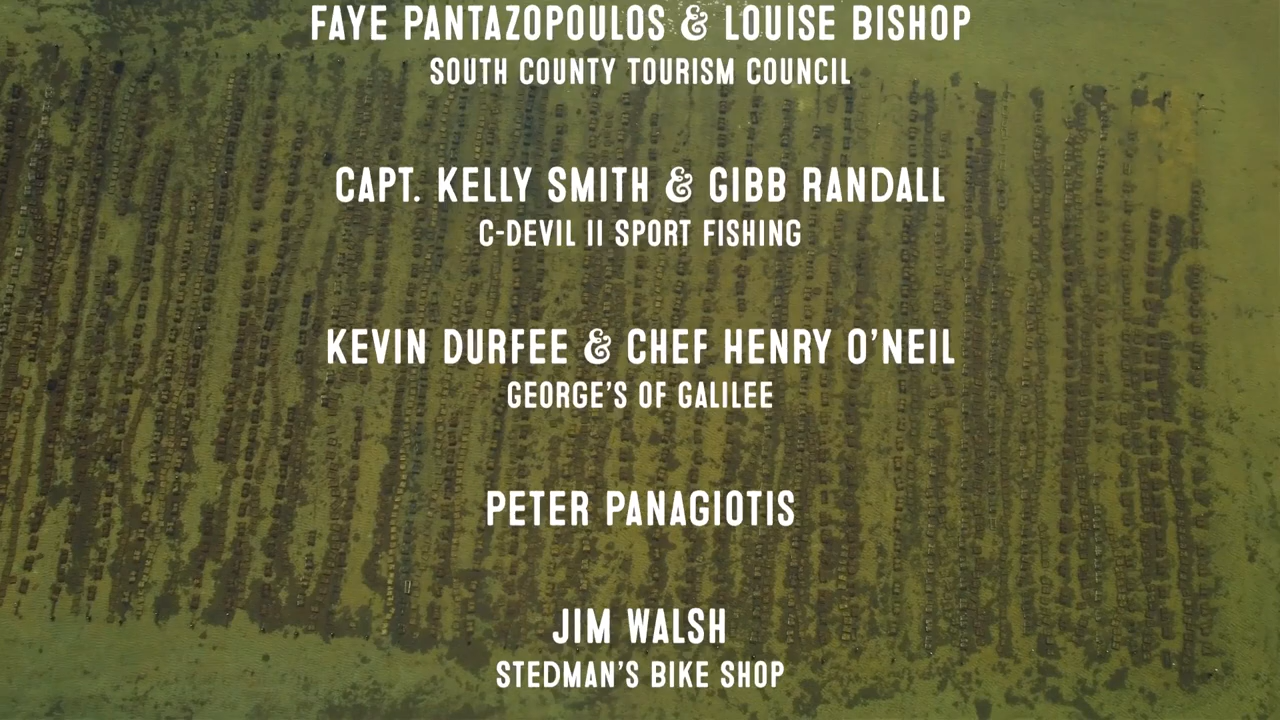 FAYE PANTAZOPOULOS & LOUISE BISHOP
SOUTH COUNTY TOURISM COUNCIL
CAPT. KELLY SMITH & GIBB RANDALL
C-DEVIL II SPORT FISHING
KEVIN DURFEE & CHEF HENRY O'NEIL
GEORGE'S OF GALILEE
PETER PANAGIOTIS
JIM WALSH
STEDMAN'S BIKE SHOP